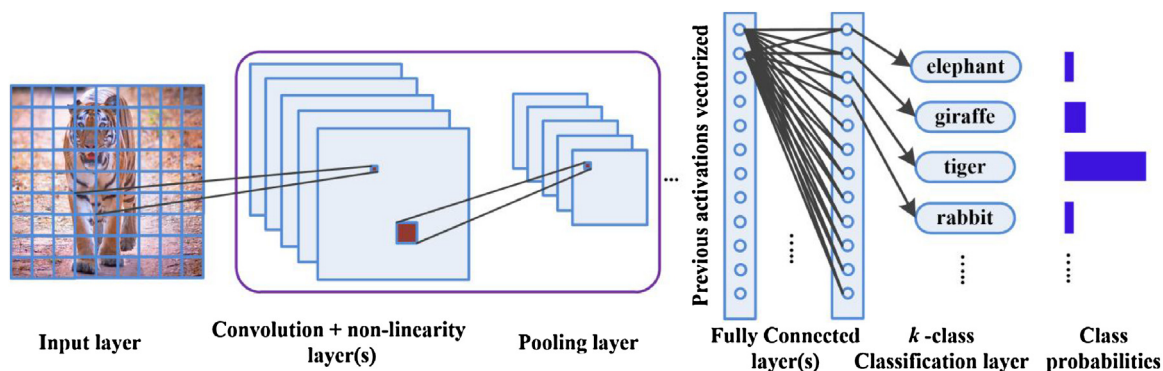 Previous activations vectorized
elephant
giraffe
tiger
rabbit
...
Input layer
Convolution + non-linearity
layer(s)
Pooling layer
Fully Connected
layer(s)
k -class
Classification layer
Class
probabilities